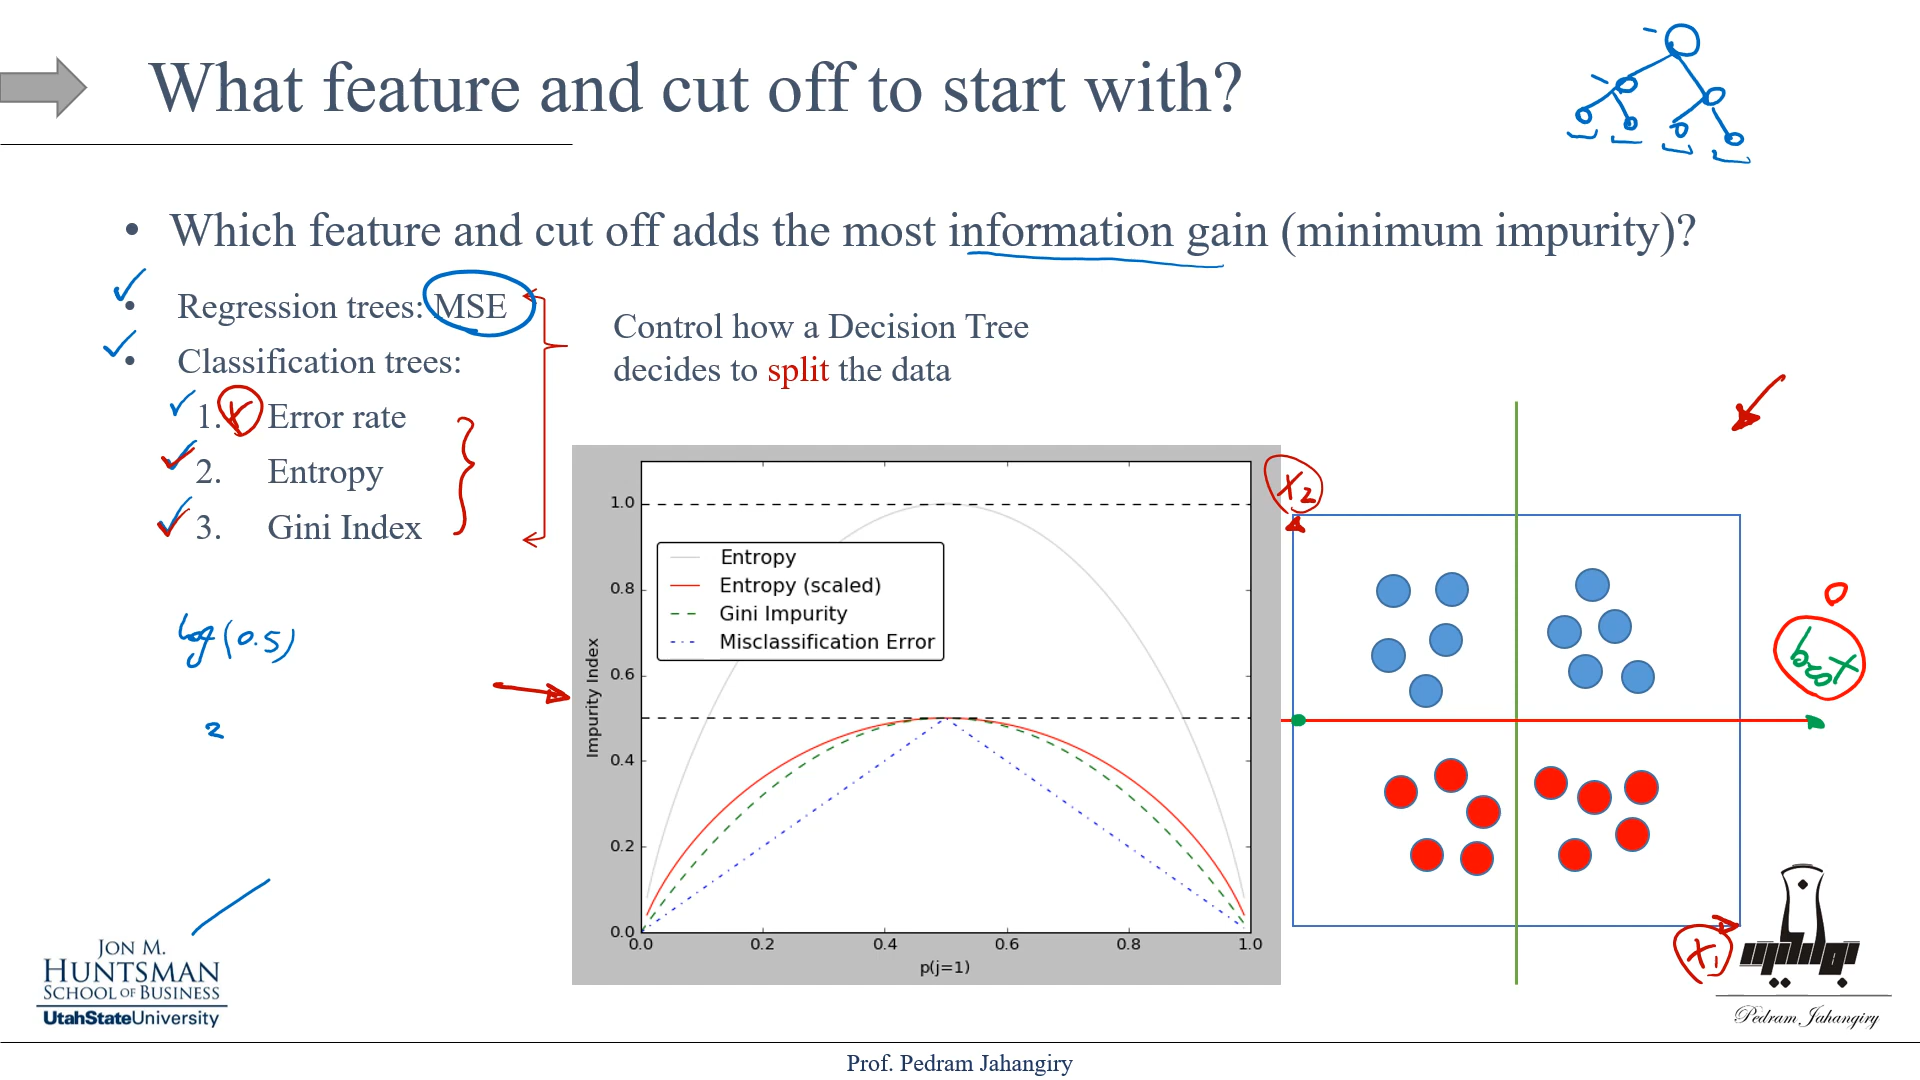 What feature and cut off to start with?
• Which feature and cut off adds the most information gain (minimum impurity)?
• Regression trees: MSE
• Classification trees:
1. Error rate
2. Entropy
3. Gini Index
Control how a Decision Tree
decides to split the data
log(0.5)
2
Entropy
Entropy (scaled)
Gini Impurity
Misclassification Error
Impurity Index
1.0
0.8
0.6
0.4
0.2
0.0
0.0 0.2 0.4 0.6 0.8 1.0
p(j=1)
X2
0
X1
JON M.
HUNTSMAN
SCHOOL OF BUSINESS
UtahStateUniversity
Pedram Jahangiry
Prof. Pedram Jahangiry